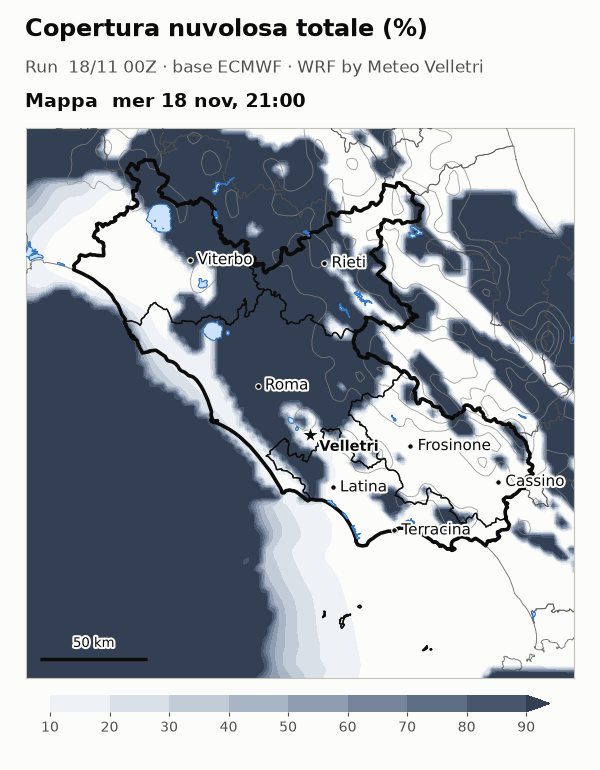 Copertura nuvolosa totale (%)
Run 18/11 00Z · base ECMWF · WRF by Meteo Velletri
Mappa mer 18 nov, 21:00
Viterbo
Rieti
Roma
Velletri
Frosinone
Cassino
Latina
Terracina
50 km
10 20 30 40 50 60 70 80 90